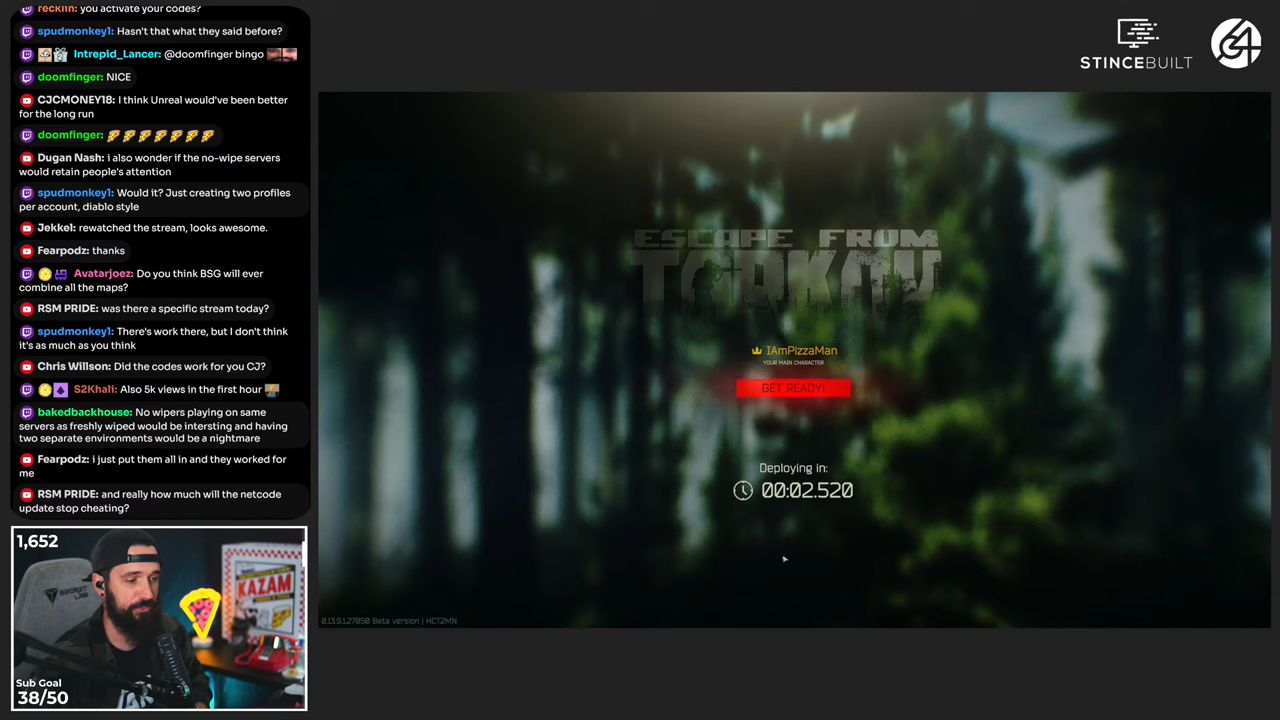 reckiin: you activate your codes?
spudmonkey1: Hasn't that what they said before?
Intrepid_Lancer: @doomfinger bingo
doomfinger: NICE
CJCMONEY18: I think Unreal would've been better
for the long run
doomfinger:
Dugan Nash: i also wonder if the no-wipe servers
would retain people's attention
spudmonkey1: Would it? Just creating two profiles
per account, diablo style
Jekkel: rewatched the stream, looks awesome.
Fearpodz: thanks
Avatarjoez: Do you think BSG will ever
combine all the maps?
RSM PRIDE: was there a specific stream today?
spudmonkey1: There's work there, but I don't think
it's as much as you think
Chris Willson: Did the codes work for you CJ?
S2Khali: Also 5k views in the first hour
bakedbackhouse: No wipers playing on same
servers as freshly wiped would be intersting and having
two separate environments would be a nightmare
Fearpodz: i just put them all in and they worked for
me
RSM PRIDE: and really how much will the netcode
update stop cheating?
1,652
SECRETLAB
KAZAM
Sub Goal
38/50
STINCEBUILT
ESCAPE FROM
TARKOV
IAmPizzaMan
YOUR MAIN CHARACTER
GET READY!
Deploying in:
00:02.520
0.13.9.1.27050 Beta version | HCT2MN